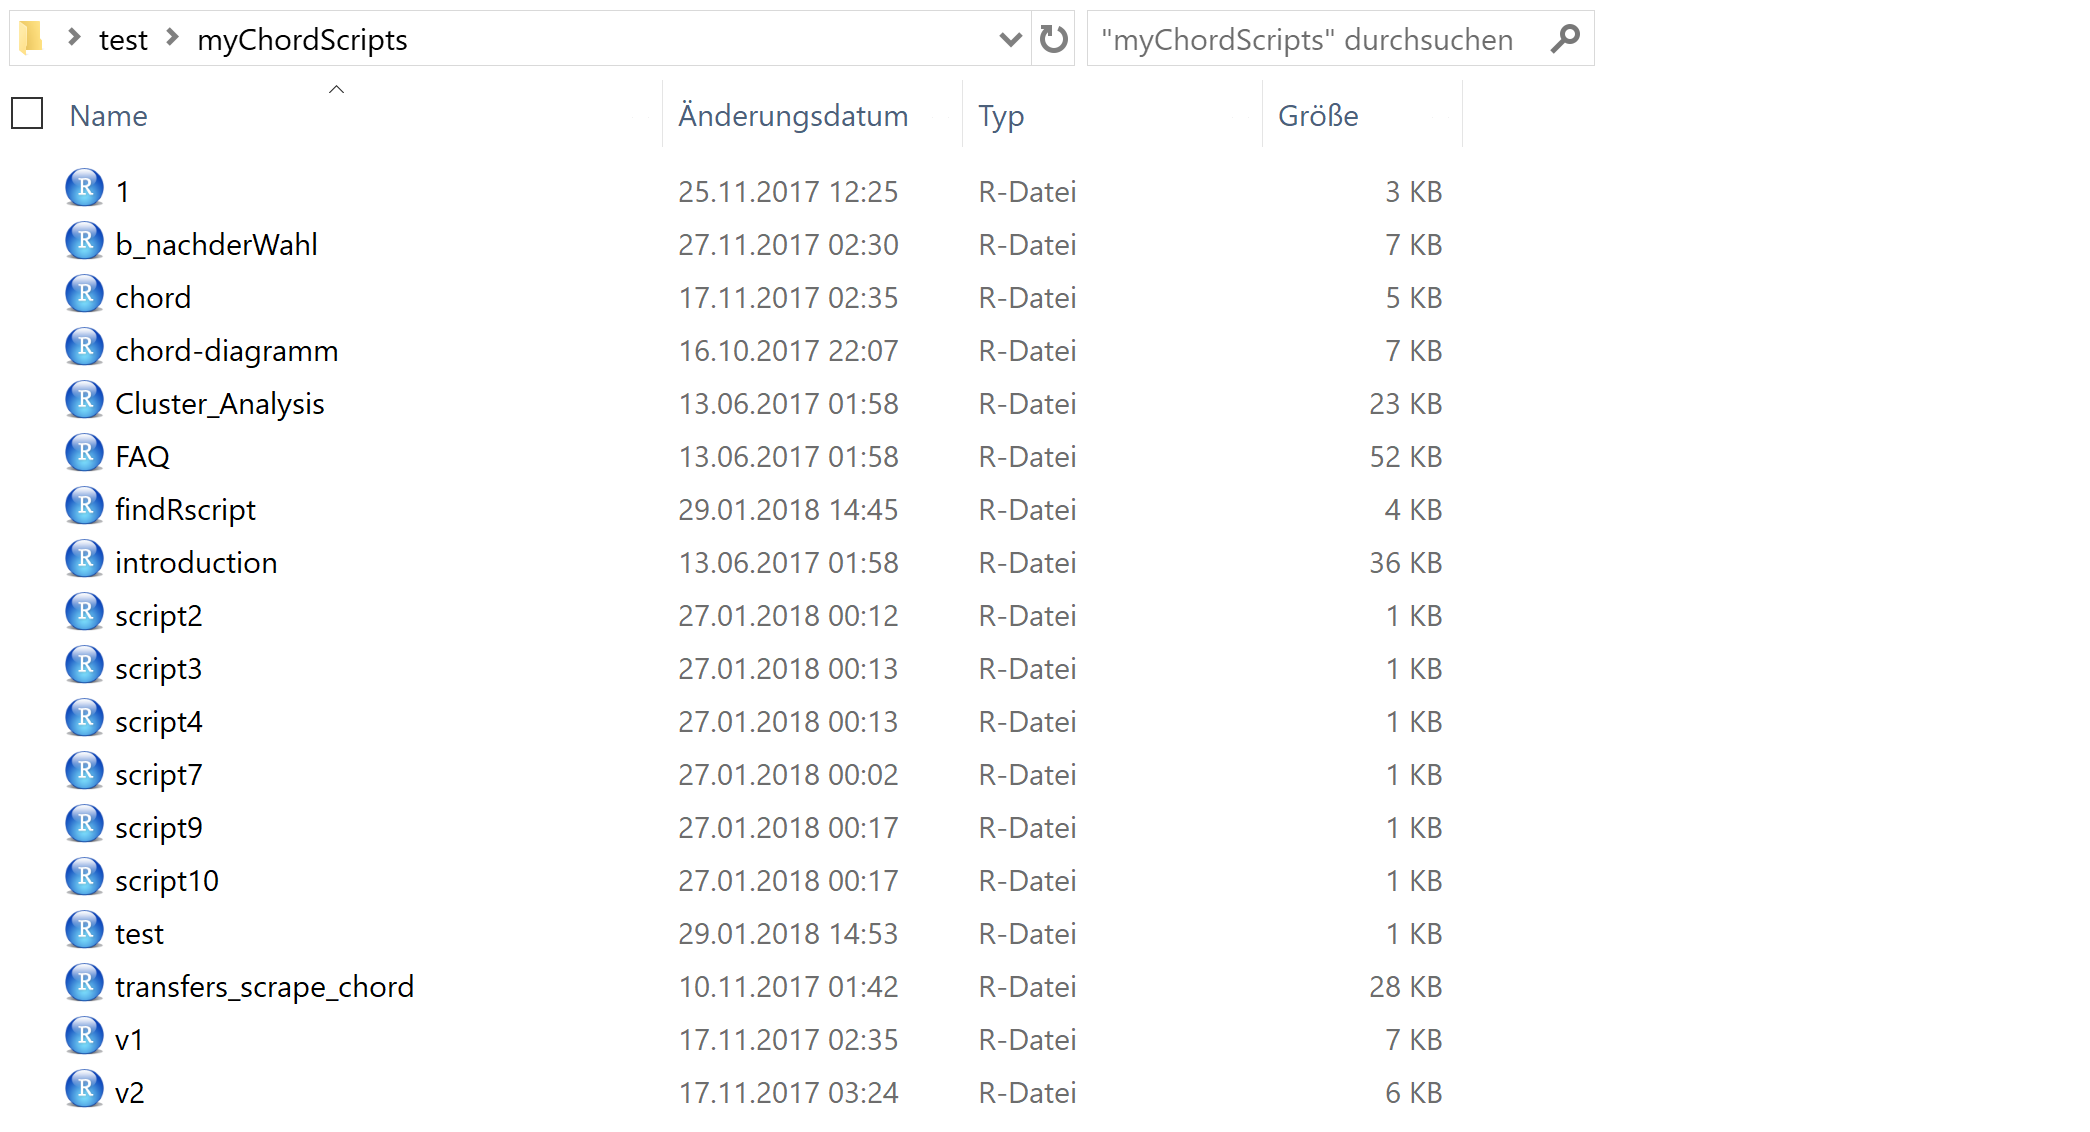 test myChordScripts "myChordScripts" durchsuchen
Name Änderungsdatum Typ Größe
R 1 25.11.2017 12:25 R-Datei 3 KB
R b_nachderWahl 27.11.2017 02:30 R-Datei 7 KB
R chord 17.11.2017 02:35 R-Datei 5 KB
R chord-diagramm 16.10.2017 22:07 R-Datei 7 KB
R Cluster_Analysis 13.06.2017 01:58 R-Datei 23 KB
R FAQ 13.06.2017 01:58 R-Datei 52 KB
R findRscript 29.01.2018 14:45 R-Datei 4 KB
R introduction 13.06.2017 01:58 R-Datei 36 KB
R script2 27.01.2018 00:12 R-Datei 1 KB
R script3 27.01.2018 00:13 R-Datei 1 KB
R script4 27.01.2018 00:13 R-Datei 1 KB
R script7 27.01.2018 00:02 R-Datei 1 KB
R script9 27.01.2018 00:17 R-Datei 1 KB
R script10 27.01.2018 00:17 R-Datei 1 KB
R test 29.01.2018 14:53 R-Datei 1 KB
R transfers_scrape_chord 10.11.2017 01:42 R-Datei 28 KB
R v1 17.11.2017 02:35 R-Datei 7 KB
R v2 17.11.2017 03:24 R-Datei 6 KB